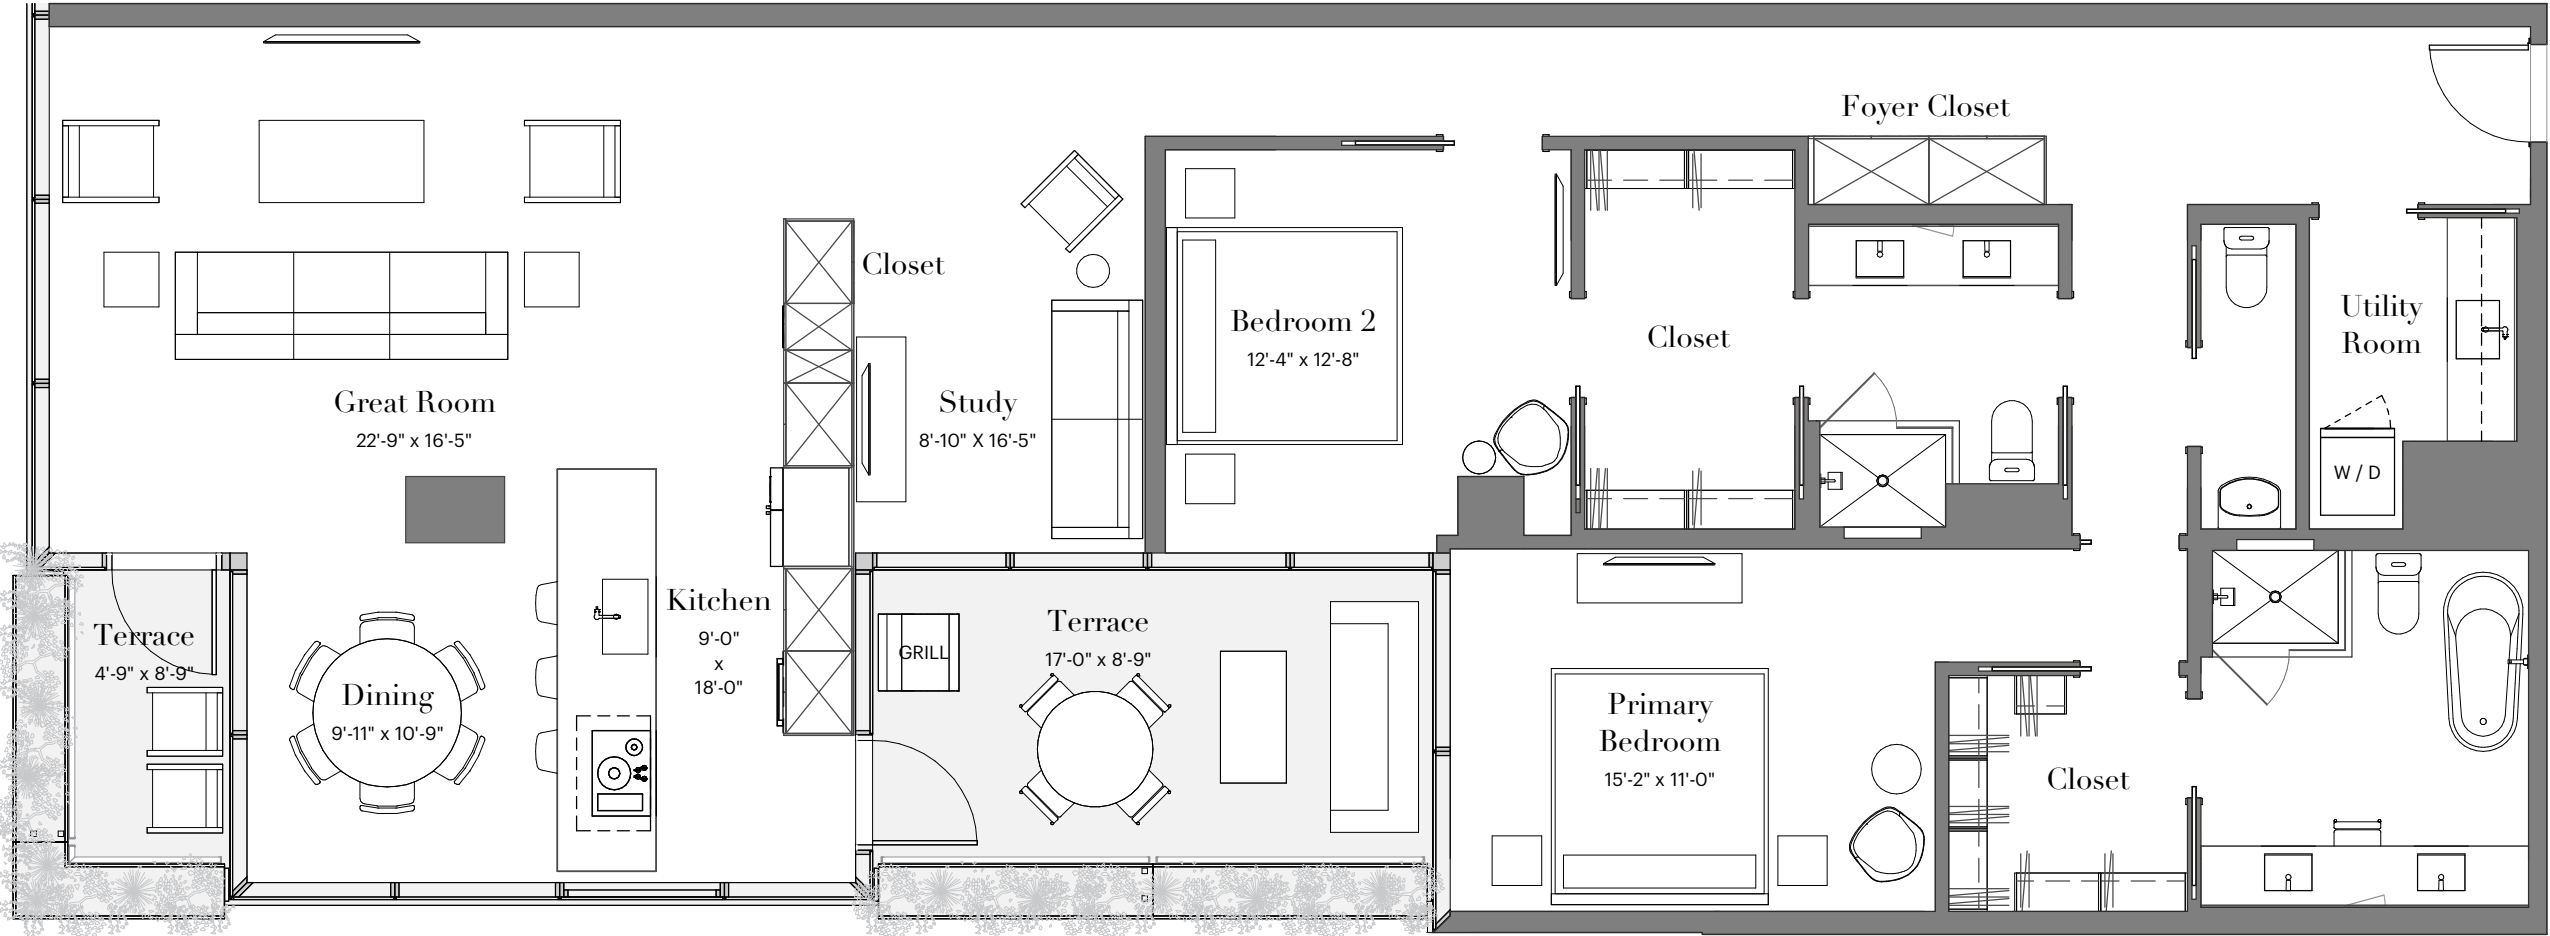 Foyer Closet
Closet
Great Room
22'-9" x 16'-5"
Study
8'-10" X 16'-5"
Bedroom 2
12'-4" x 12'-8"
Closet
Utility
Room
W / D
Terrace
4'-9" x 8'-9"
Dining
9'-11" x 10'-9"
Kitchen
9'-0"
x
18'-0"
GRILL
Terrace
17'-0" x 8'-9"
Primary
Bedroom
15'-2" x 11'-0"
Closet